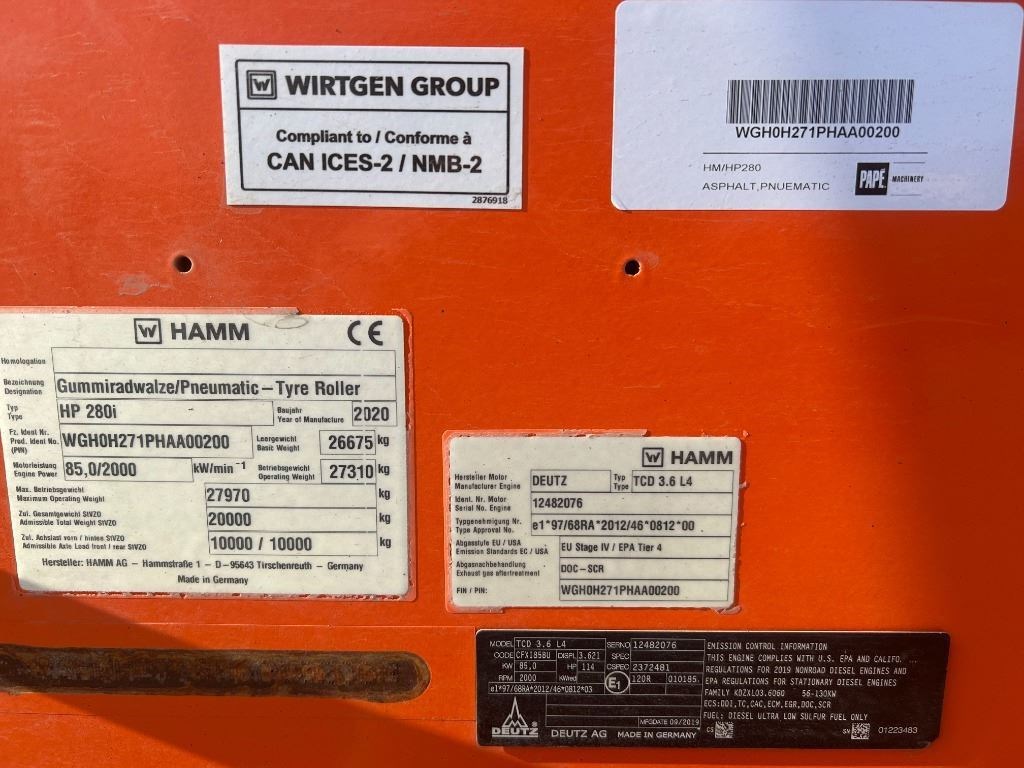 WIRTGEN GROUP
Compliant to / Conforme à
CAN ICES-2 / NMB-2
2876918
WGH0H271PHAA00200
HM/HP280
ASPHALT,PNUEMATIC
PAPÉ MACHINERY
HAMM CE
Homologation
Bezeichnung
Designation Gummiradwalze/Pneumatic – Tyre Roller
Typ
Type HP 280i Baujahr
Year of Manufacture 2020
Fz. Ident Nr.
Prod. Ident No.
(PIN) WGH0H271PHAA00200 Leergewicht
Basic Weight 26675 kg
Motorleistung
Engine Power 85,0/2000 kW/min -1 Betriebsgewicht
Operating Weight 27310 kg
Max. Betriebsgewicht
Maximum Operating Weight 27970 kg
Zul. Gesamtgewicht StVZO
Admissible Total Weight StVZO 20000 kg
Zul. Achslast vorn / hinten StVZO
Admissible Axle Load front / rear StVZO 10000 / 10000 kg
Hersteller: HAMM AG – Hammstraße 1 – D–95643 Tirschenreuth – Germany
Made in Germany
HAMM
Hersteller Motor
Manufacturer Engine DEUTZ Typ
Type TCD 3.6 L4
Ident. Nr. Motor
Serial No. Engine 12482076
Typgenehmigung Nr.
Type Approval No. e1*97/68RA*2012/46*0812*00
Abgasstufe EU / USA
Emission Standards EC / USA EU Stage IV / EPA Tier 4
Abgasnachbehandlung
Exhaust gas aftertreatment DOC–SCR
FIN / PIN: WGH0H271PHAA00200
MODEL TCD 3.6 L4 SERNO 12482076
CODE CFX185BU DISPL 3.621 SPEC
KW 85,0 HP 114 CSPEC 2372481
RPM 2000 KWred E1 120R 010185.
e1*97/68RA*2012/46*0812*03
MFGDATE 09/2019
DEUTZ DEUTZ AG MADE IN GERMANY
EMISSION CONTROL INFORMATION
THIS ENGINE COMPLIES WITH U.S. EPA AND CALIFO.
REGULATIONS FOR 2019 NONROAD DIESEL ENGINES AND
EPA REGULATIONS FOR STATIONARY DIESEL ENGINES
FAMILY KDZXL03.6060 56-130KW
ECS:DDI,TC,CAC,ECM,EGR,DOC,SCR
FUEL: DIESEL ULTRA LOW SULFUR FUEL ONLY
CS SN 01223483